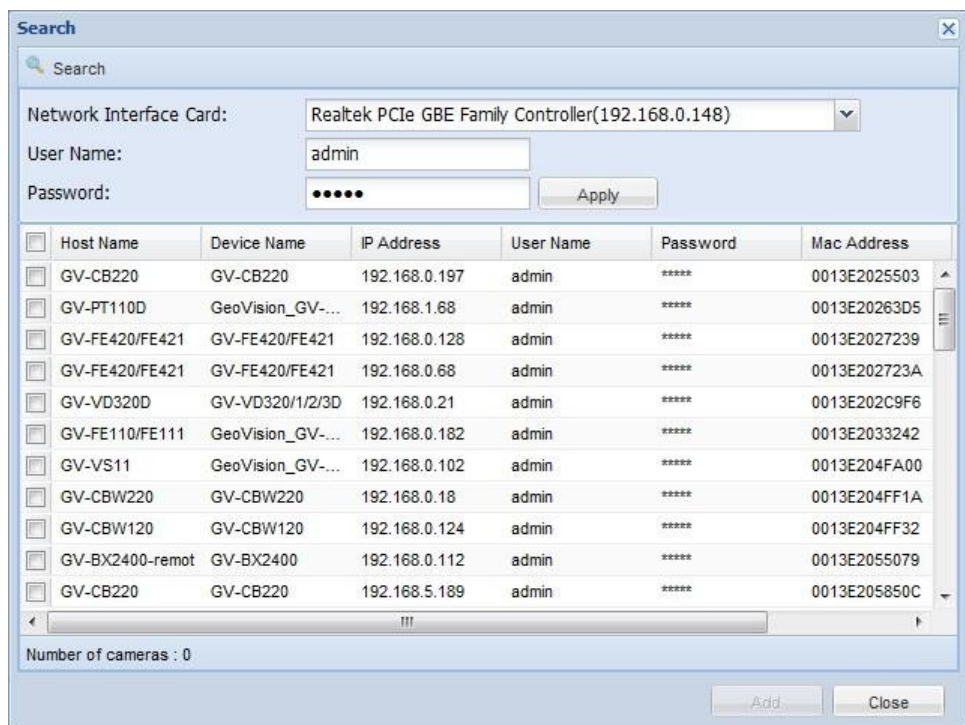 Search
Search
Network Interface Card: Realtek PCIe GBE Family Controller(192.168.0.148)
User Name: admin
Password: ••••• Apply
Host Name Device Name IP Address User Name Password Mac Address
GV-CB220 GV-CB220 192.168.0.197 admin ***** 0013E2025503
GV-PT110D GeoVision_GV-... 192.168.1.68 admin ***** 0013E20263D5
GV-FE420/FE421 GV-FE420/FE421 192.168.0.128 admin ***** 0013E2027239
GV-FE420/FE421 GV-FE420/FE421 192.168.0.68 admin ***** 0013E202723A
GV-VD320D GV-VD320/1/2/3D 192.168.0.21 admin ***** 0013E202C9F6
GV-FE110/FE111 GeoVision_GV-... 192.168.0.182 admin ***** 0013E2033242
GV-VS11 GeoVision_GV-... 192.168.0.102 admin ***** 0013E204FA00
GV-CBW220 GV-CBW220 192.168.0.18 admin ***** 0013E204FF1A
GV-CBW120 GV-CBW120 192.168.0.124 admin ***** 0013E204FF32
GV-BX2400-remot GV-BX2400 192.168.0.112 admin ***** 0013E2055079
GV-CB220 GV-CB220 192.168.5.189 admin ***** 0013E205850C
Number of cameras : 0
Add Close